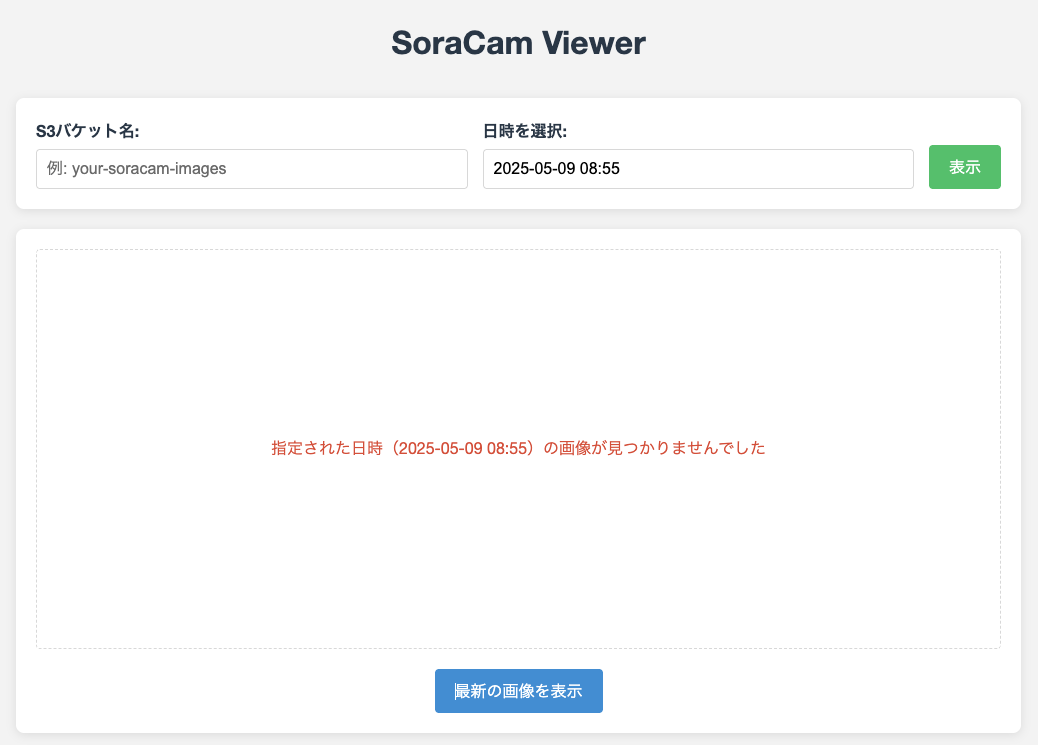 SoraCam Viewer
S3バケット名:
日時を選択:
例: your-soracam-images
2025-05-09 08:55
表示
指定された日時（2025-05-09 08:55）の画像が見つかりませんでした
最新の画像を表示